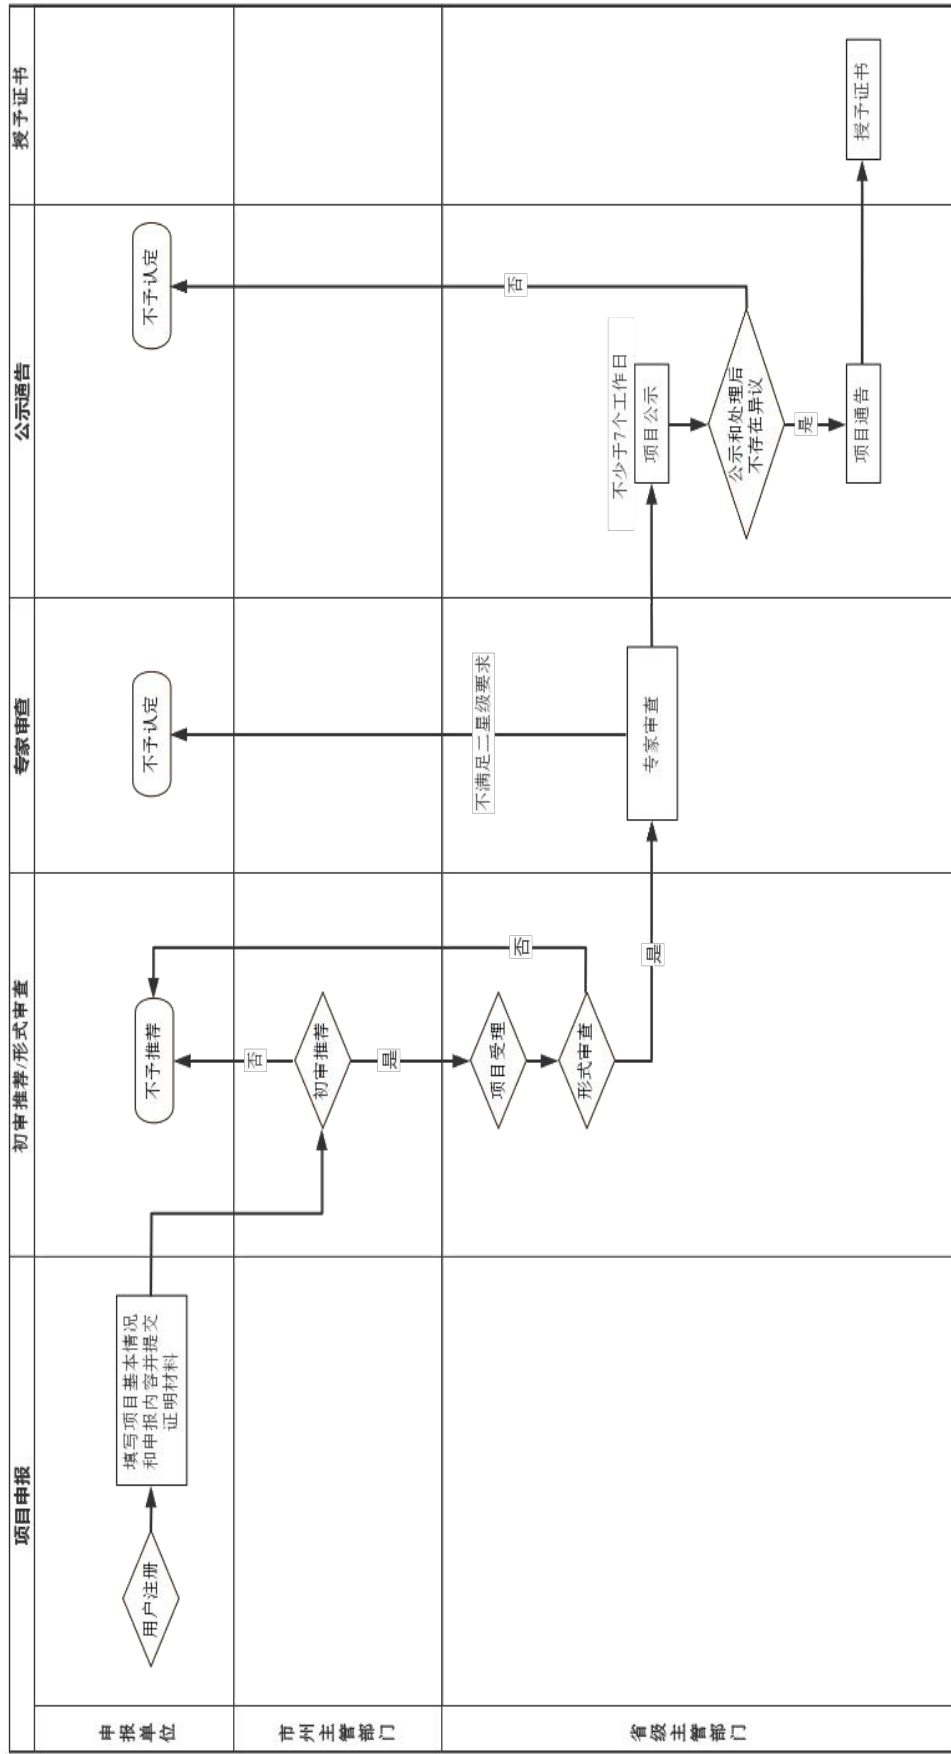 项目申报
初审推荐/形式审查
专家审查
公示通告
授予证书
申报
单位
用户注册
填写项目基本情况
和申报内容并提交
证明材料
不予推荐
不予认定
不予认定
市州主管部门
否
初审推荐
是
省级主管部门
项目受理
形式审查
否
是
不满足二星级要求
专家审查
不少于7个工作日
项目公示
公示和处理后
不存在异议
否
是
项目通告
授予证书